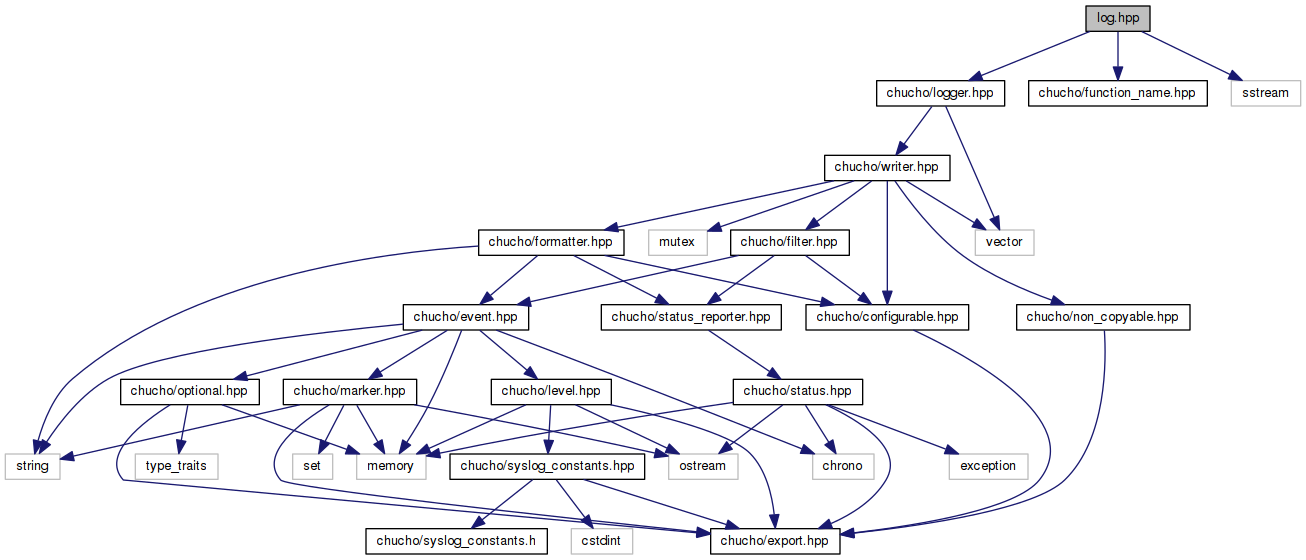 log.hpp
chucho/logger.hpp
chucho/function_name.hpp
sstream
chucho/writer.hpp
chucho/formatter.hpp
mutex
chucho/filter.hpp
vector
chucho/event.hpp
chucho/status_reporter.hpp
chucho/configurable.hpp
chucho/non_copyable.hpp
chucho/optional.hpp
chucho/marker.hpp
chucho/level.hpp
chucho/status.hpp
string
type_traits
set
memory
chucho/syslog_constants.hpp
ostream
chrono
exception
chucho/syslog_constants.h
cstdint
chucho/export.hpp